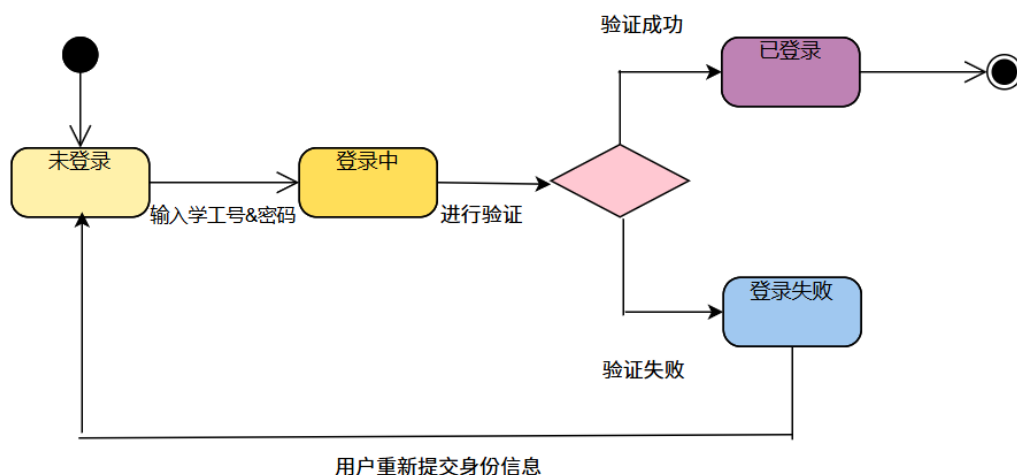 验证成功
已登录
未登录
登录中
输入学工号&密码
进行验证
登录失败
验证失败
用户重新提交身份信息